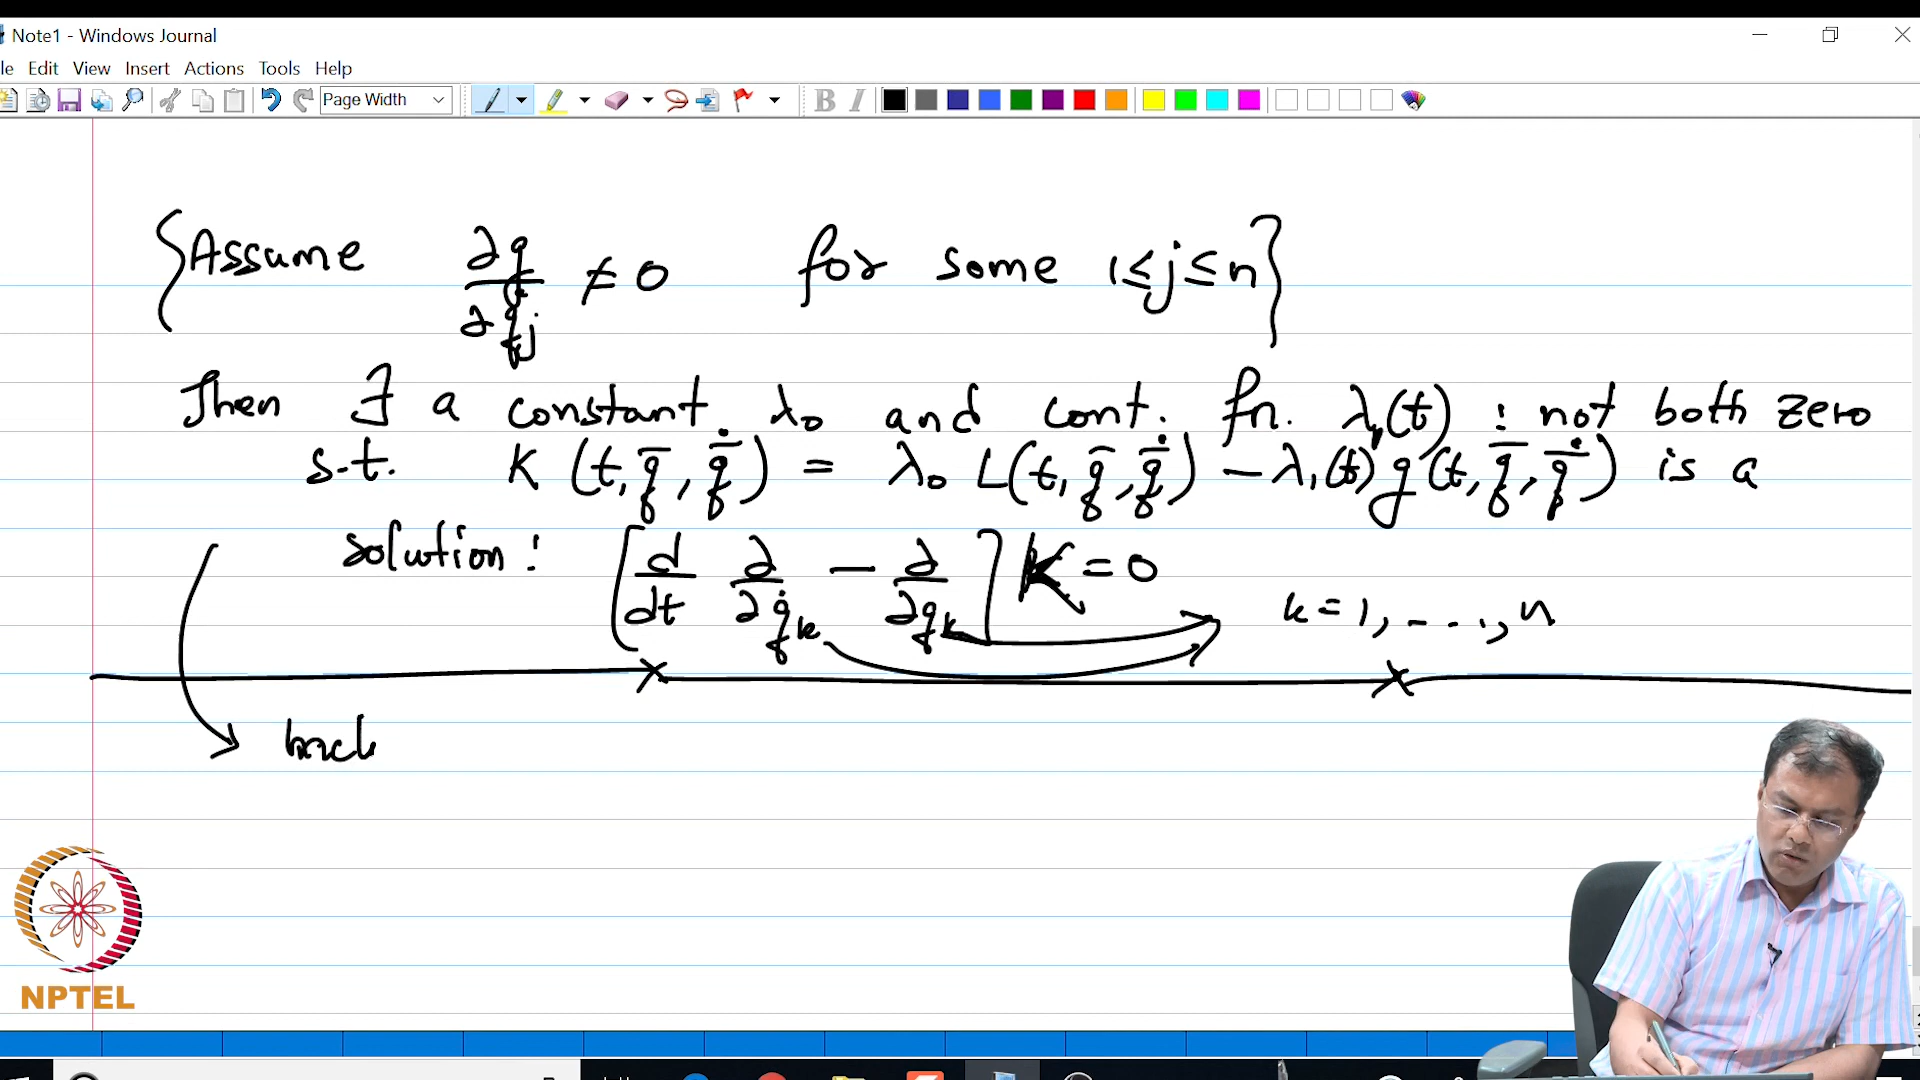 Note1 - Windows Journal
le Edit View Insert Actions Tools Help
Page Width B I
{Assume ∂g/∂q̇j ≠ 0 for some 1≤j≤n}
Then ∃ a constant λ₀ and cont. fn. λ₁(t) : not both zero
s.t. K (t, q̄, q̄̇) = λ₀ L(t, q̄, q̄̇) − λ₁(t) g (t, q̄, q̄̇) is a
solution : [d/dt ∂/∂q̇k − ∂/∂qk] K = 0
k = 1, - - .., n
NPTEL